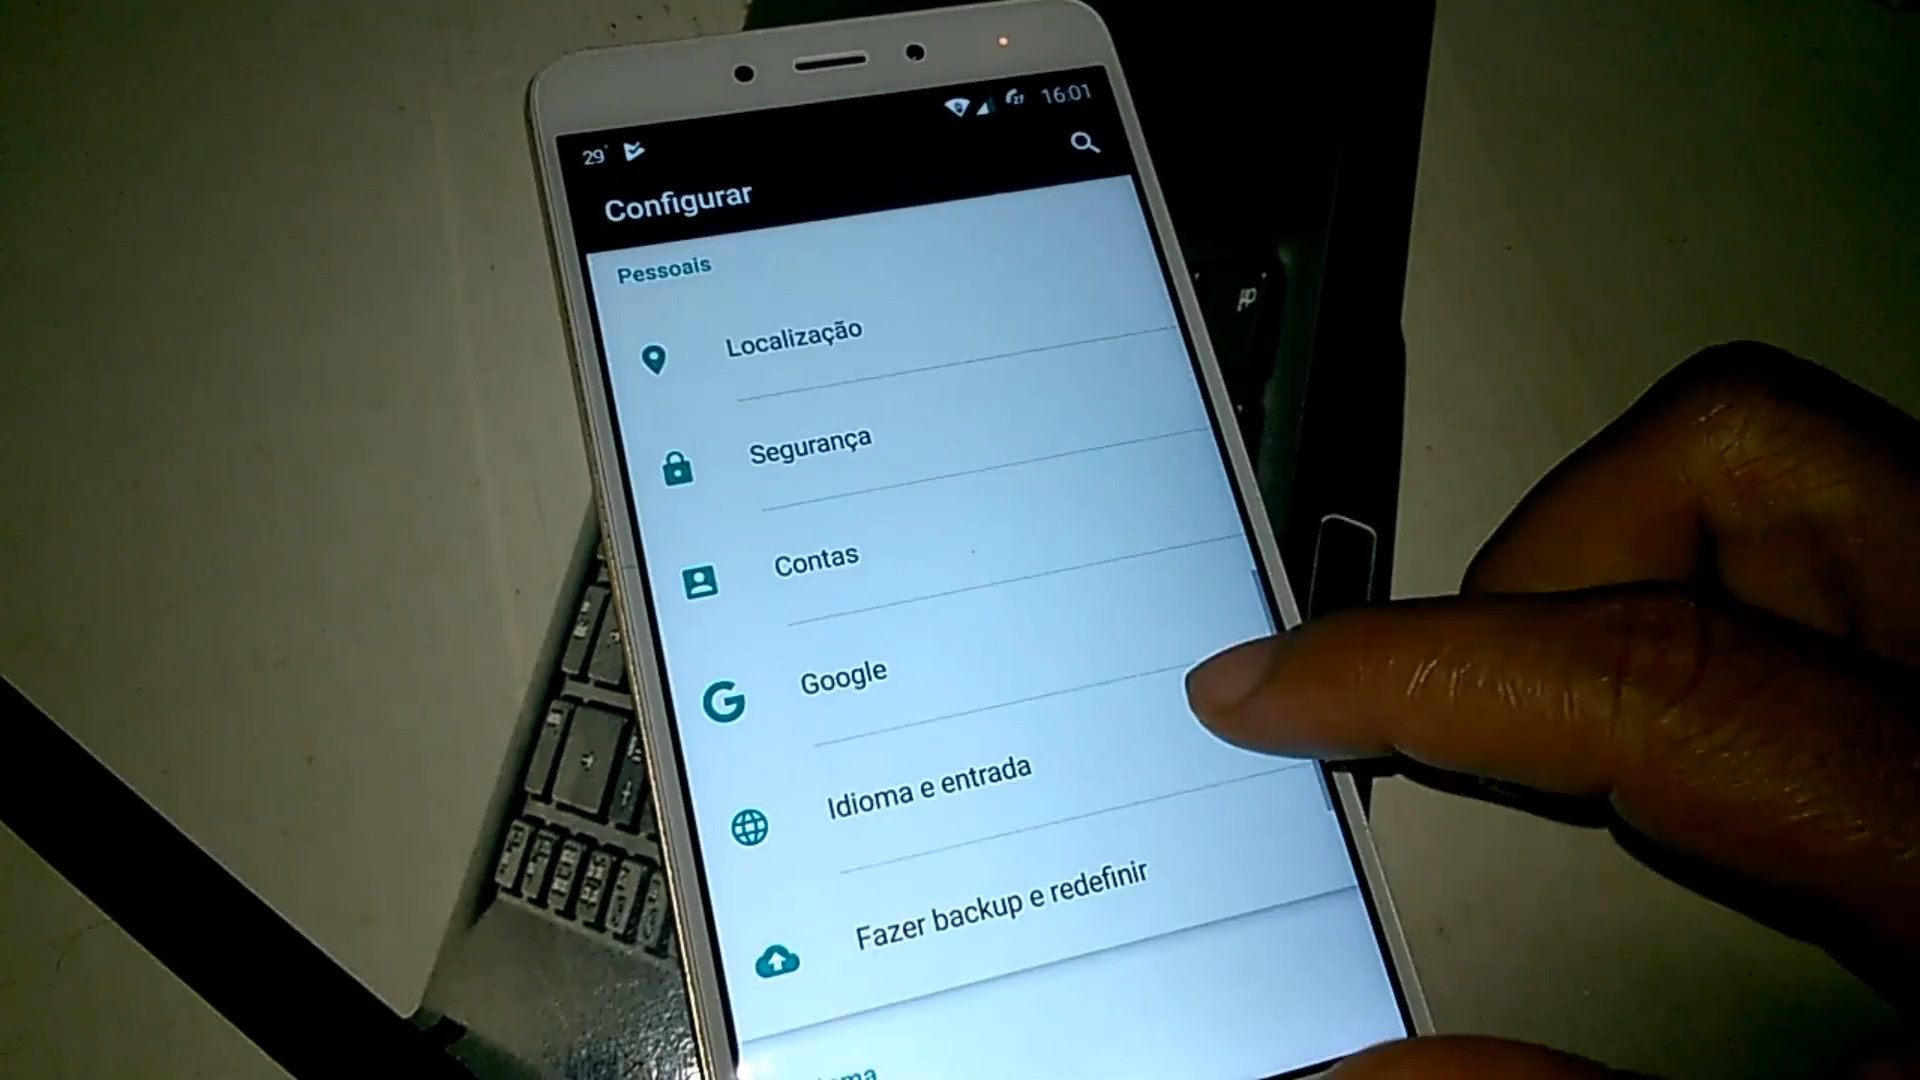 29°
16:01
Configurar
Pessoais
Localização
Segurança
Contas
Google
Idioma e entrada
Fazer backup e redefinir